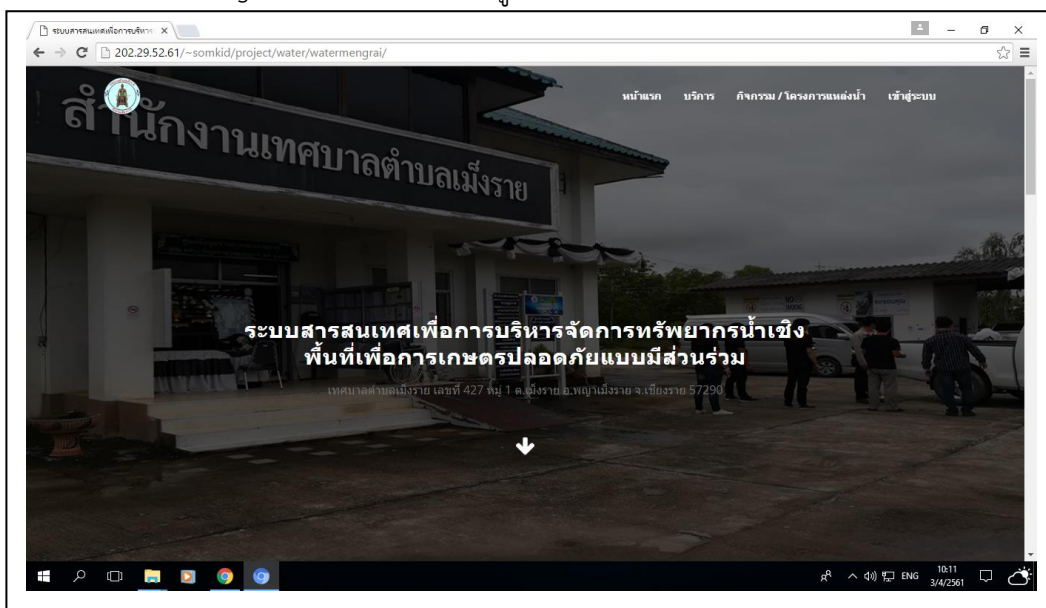 ระบบสารสนเทศเพื่อการบริหาร
202.29.52.61/~somkid/project/water/watermengrai/
หน้าแรก บริการ กิจกรรม / โครงการแหล่งน้ำ เข้าสู่ระบบ
สำนักงานเทศบาลตำบลเม็งราย
ระบบสารสนเทศเพื่อการบริหารจัดการทรัพยากรน้ำเชิง
พื้นที่เพื่อการเกษตรปลอดภัยแบบมีส่วนร่วม
เทศบาลตำบลเม็งราย เลขที่ 427 หมู่ 1 ต.เม็งราย อ.พญาเม็งราย จ.เชียงราย 57290
ENG
10:11
3/4/2561